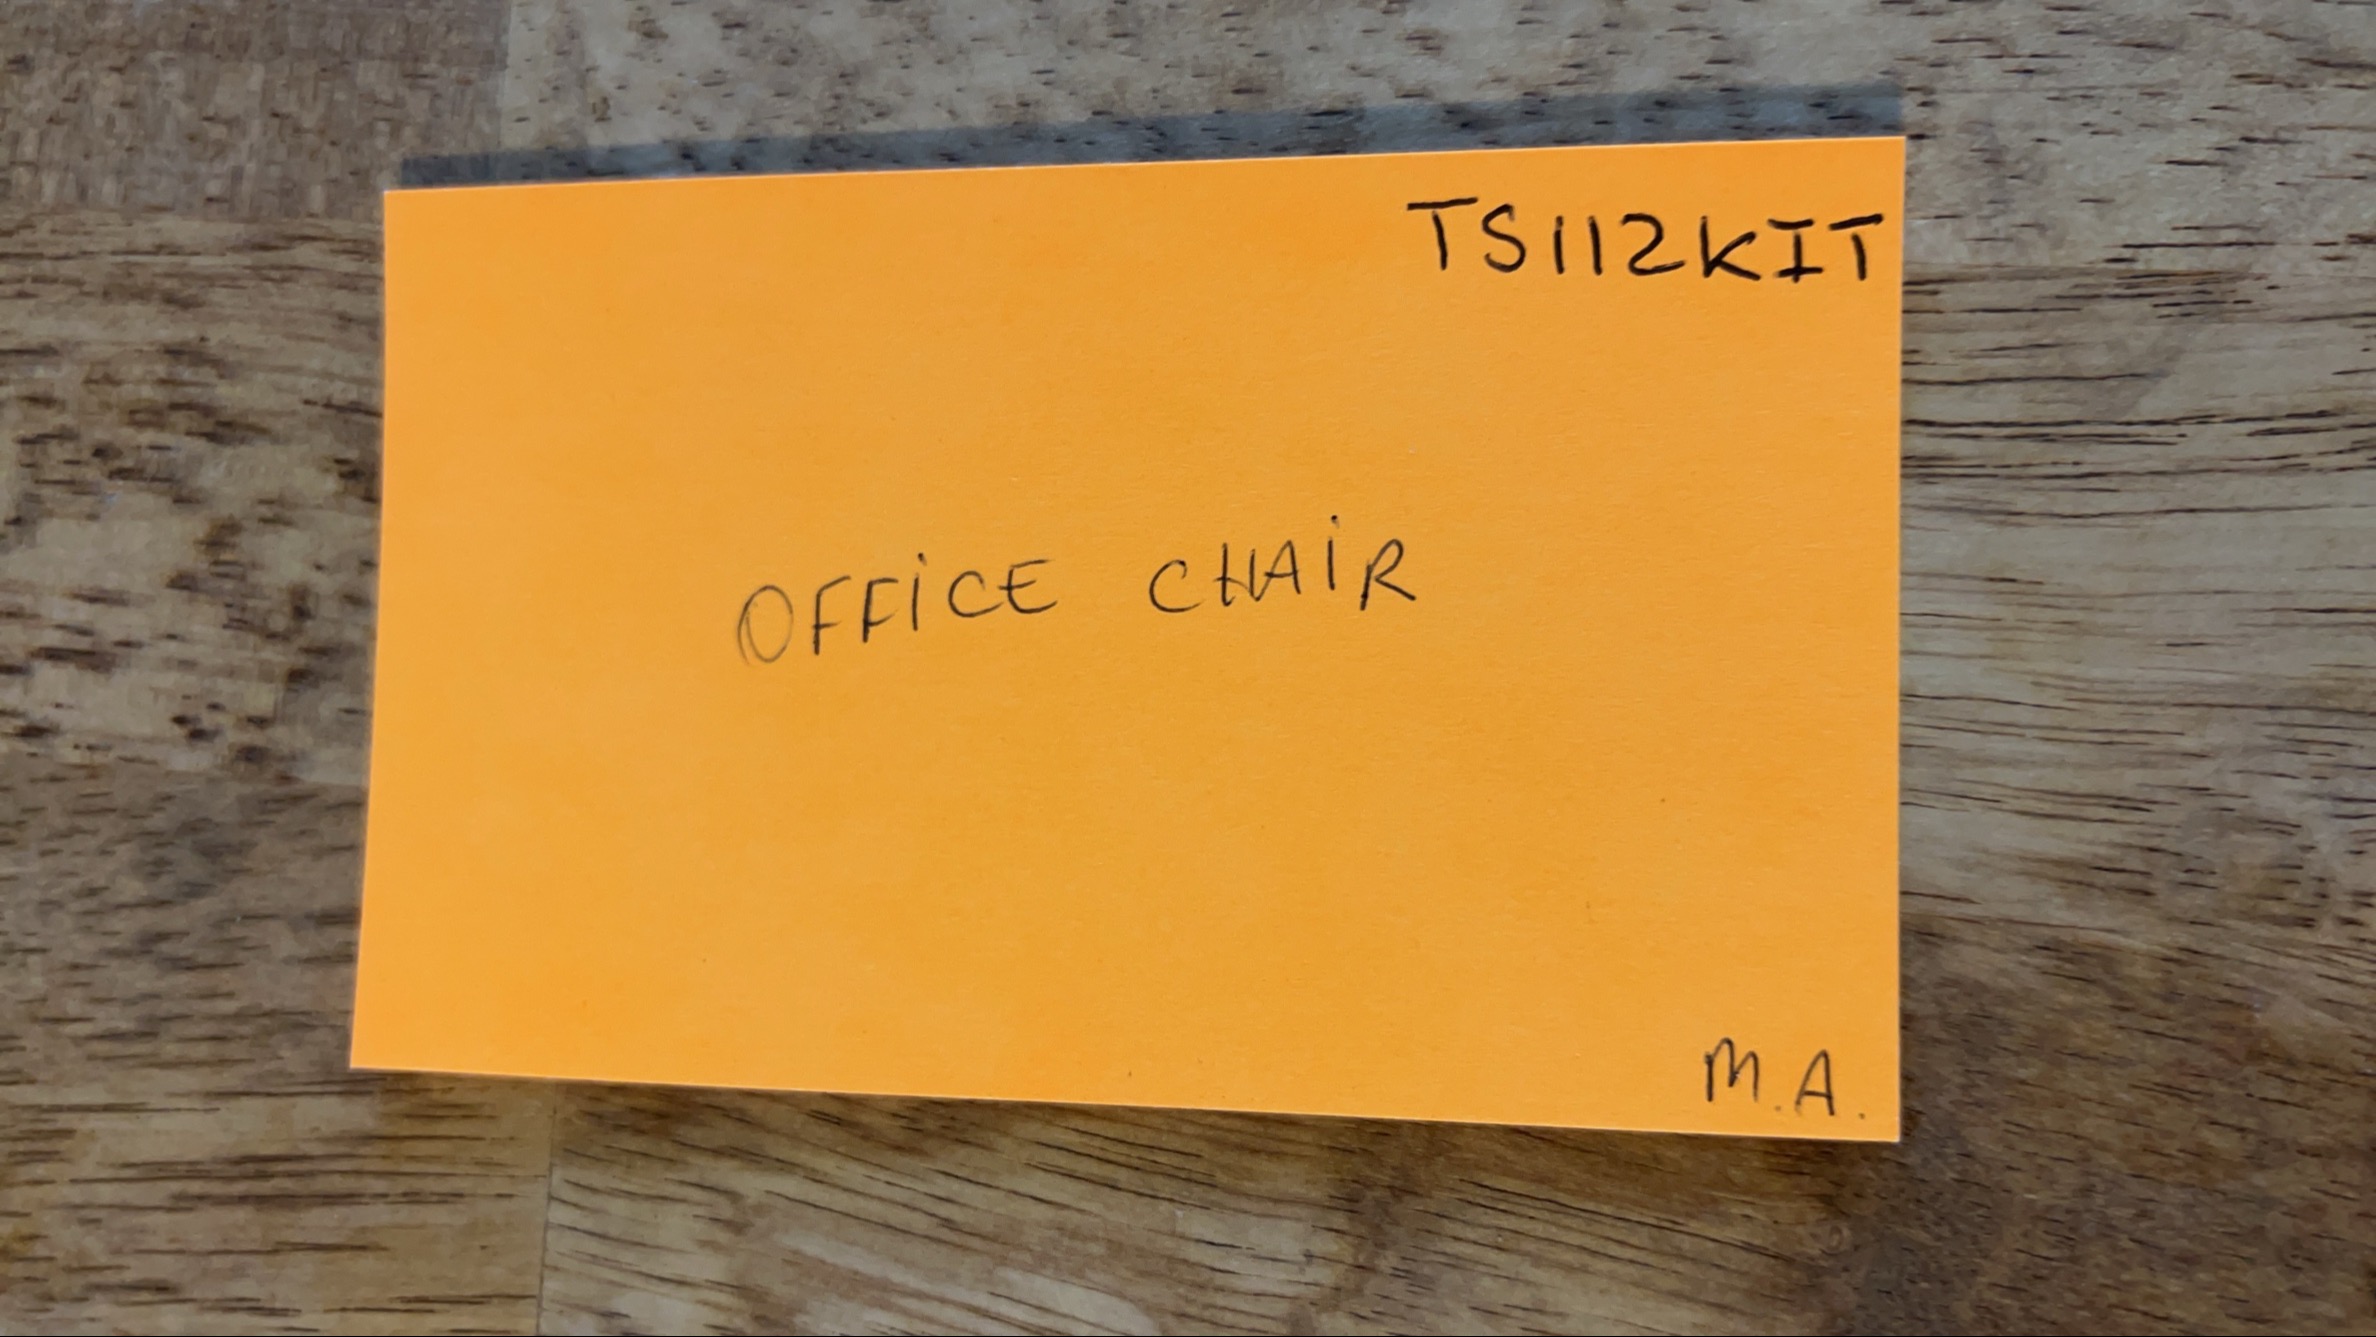 TS112KIT
OFFiCE CHAiR
M.A.